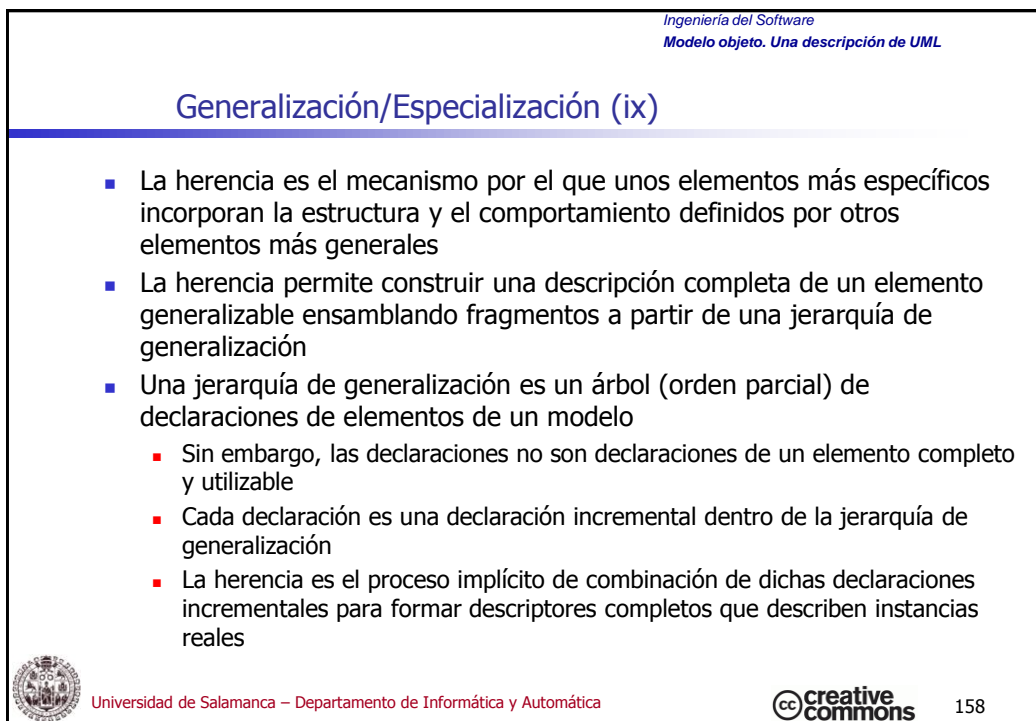 Ingeniería del Software
Modelo objeto. Una descripción de UML
Generalización/Especialización (ix)
La herencia es el mecanismo por el que unos elementos más específicos
incorporan la estructura y el comportamiento definidos por otros
elementos más generales
La herencia permite construir una descripción completa de un elemento
generalizable ensamblando fragmentos a partir de una jerarquía de
generalización
Una jerarquía de generalización es un árbol (orden parcial) de
declaraciones de elementos de un modelo
Sin embargo, las declaraciones no son declaraciones de un elemento completo
y utilizable
Cada declaración es una declaración incremental dentro de la jerarquía de
generalización
La herencia es el proceso implícito de combinación de dichas declaraciones
incrementales para formar descriptores completos que describen instancias
reales
Universidad de Salamanca – Departamento de Informática y Automática
cc creative commons
158